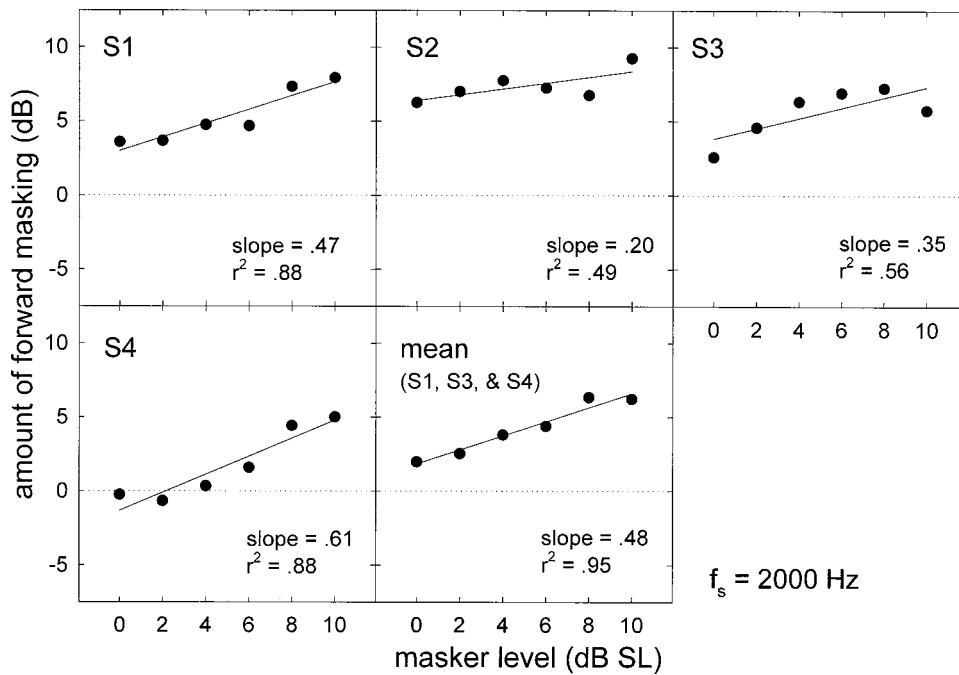 S1
S2
S3
10
5
0
-5
slope = .47
r² = .88
slope = .20
r² = .49
slope = .35
r² = .56
0 2 4 6 8 10
S4
mean
(S1, S3, & S4)
10
5
0
-5
slope = .61
r² = .88
slope = .48
r² = .95
fₛ = 2000 Hz
0 2 4 6 8 10
0 2 4 6 8 10
amount of forward masking (dB)
masker level (dB SL)